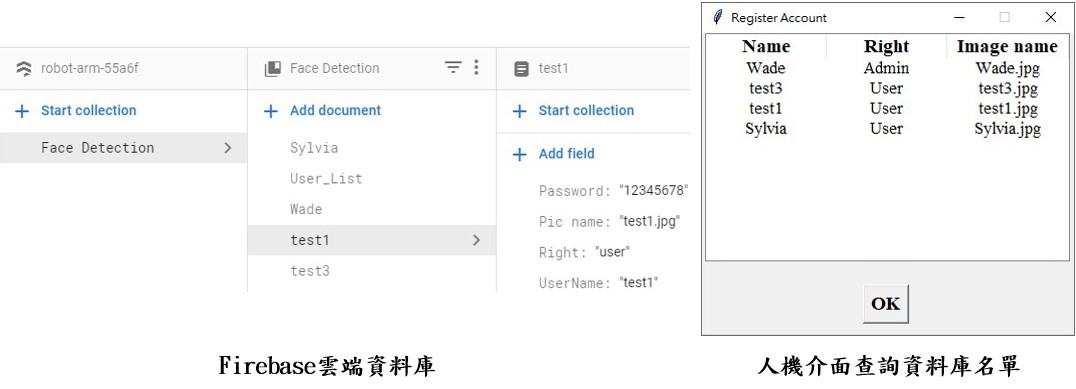 robot-arm-55a6f
Start collection
Face Detection
Face Detection
Add document
Sylvia
User_List
Wade
test1
test3
test1
Start collection
Add field
Password: "12345678"
Pic name: "test1.jpg"
Right: "user"
UserName: "test1"
Firebase雲端資料庫
Register Account
Name Right Image name
Wade Admin Wade.jpg
test3 User test3.jpg
test1 User test1.jpg
Sylvia User Sylvia.jpg
OK
人機介面查詢資料庫名單